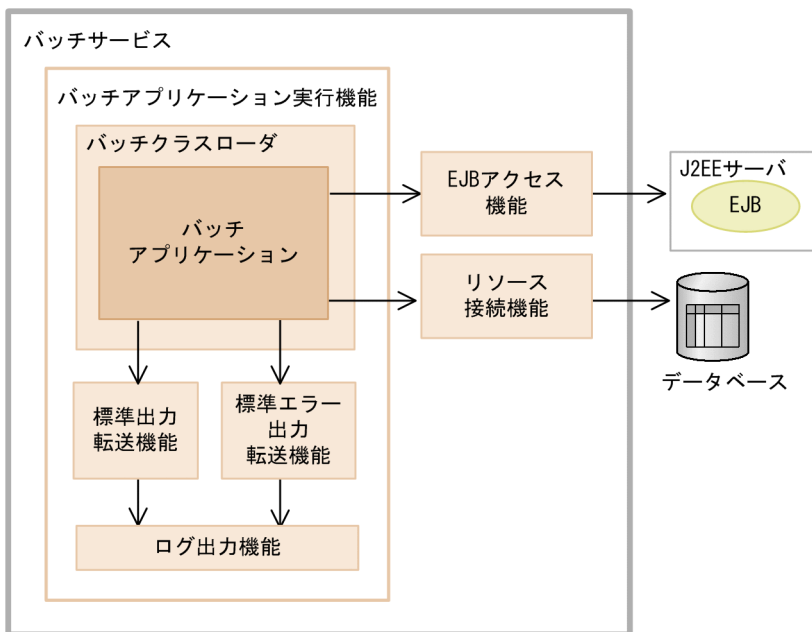 バッチサービス
バッチアプリケーション実行機能
バッチクラスローダ
バッチ
アプリケーション
EJBアクセス
機能
J2EEサーバ
EJB
リソース
接続機能
データベース
標準出力
転送機能
標準エラー
出力
転送機能
ログ出力機能